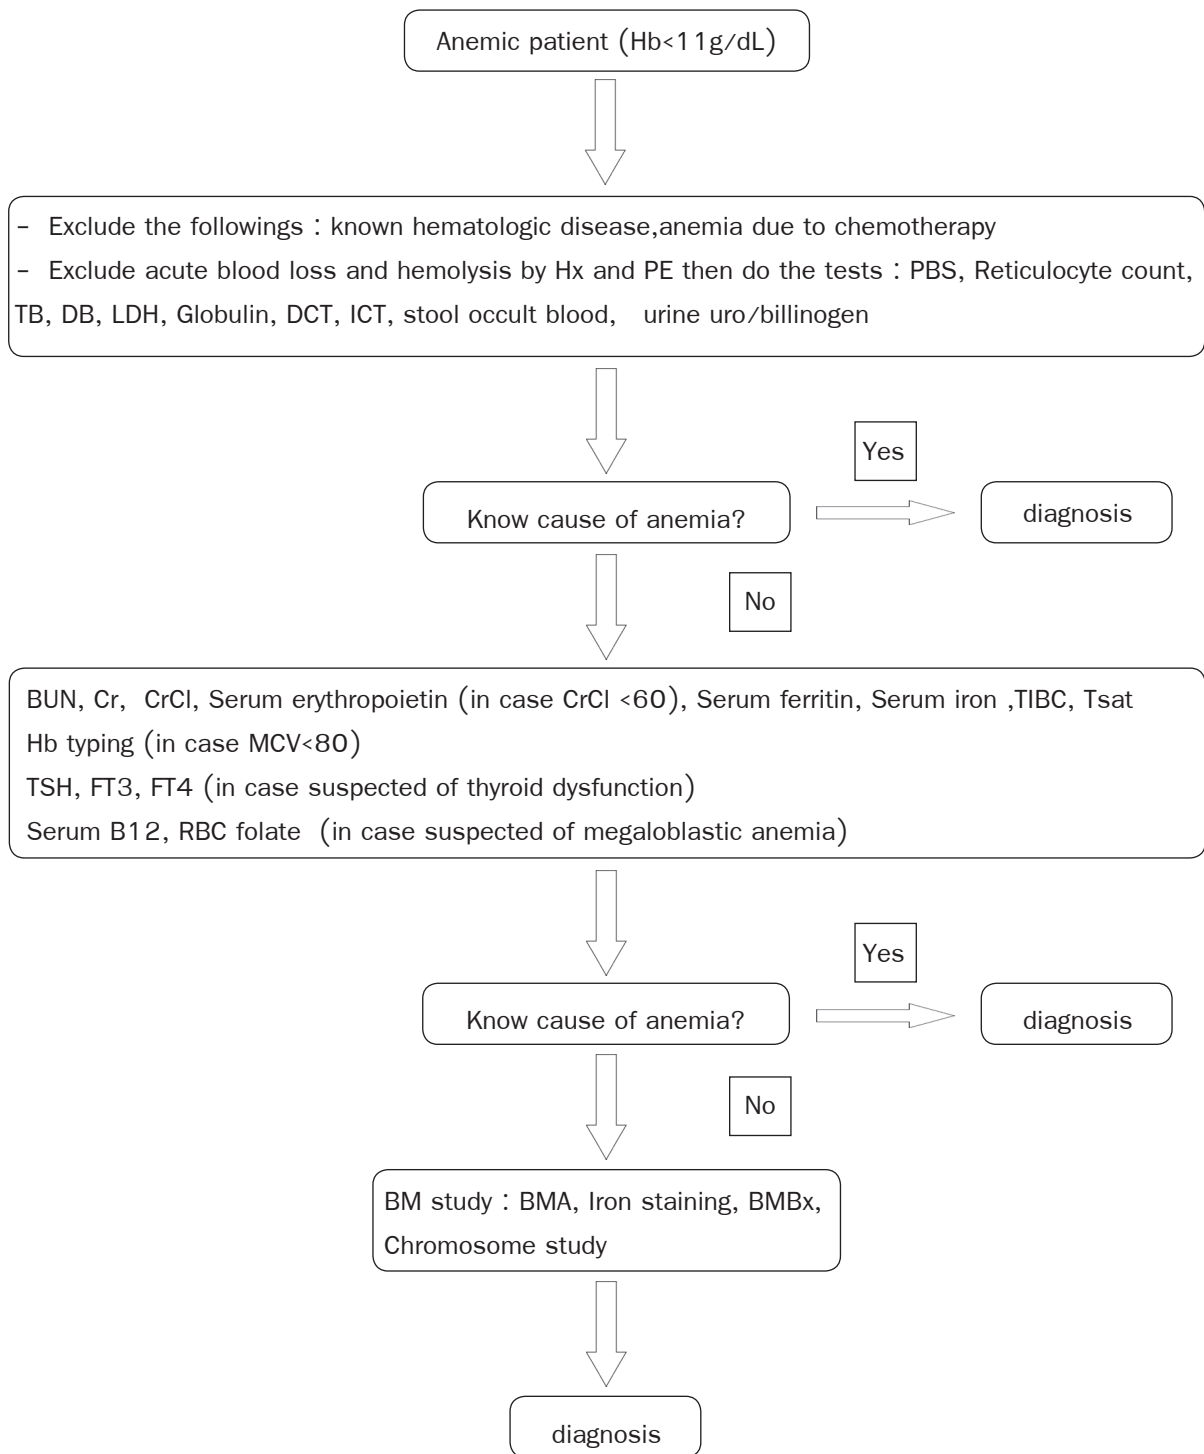 Anemic patient (Hb<11g/dL)
– Exclude the followings : known hematologic disease,anemia due to chemotherapy
– Exclude acute blood loss and hemolysis by Hx and PE then do the tests : PBS, Reticulocyte count,
TB, DB, LDH, Globulin, DCT, ICT, stool occult blood, urine uro/billinogen
Yes
Know cause of anemia?
diagnosis
No
BUN, Cr, CrCl, Serum erythropoietin (in case CrCl <60), Serum ferritin, Serum iron ,TIBC, Tsat
Hb typing (in case MCV<80)
TSH, FT3, FT4 (in case suspected of thyroid dysfunction)
Serum B12, RBC folate (in case suspected of megaloblastic anemia)
Yes
Know cause of anemia?
diagnosis
No
BM study : BMA, Iron staining, BMBx,
Chromosome study
diagnosis